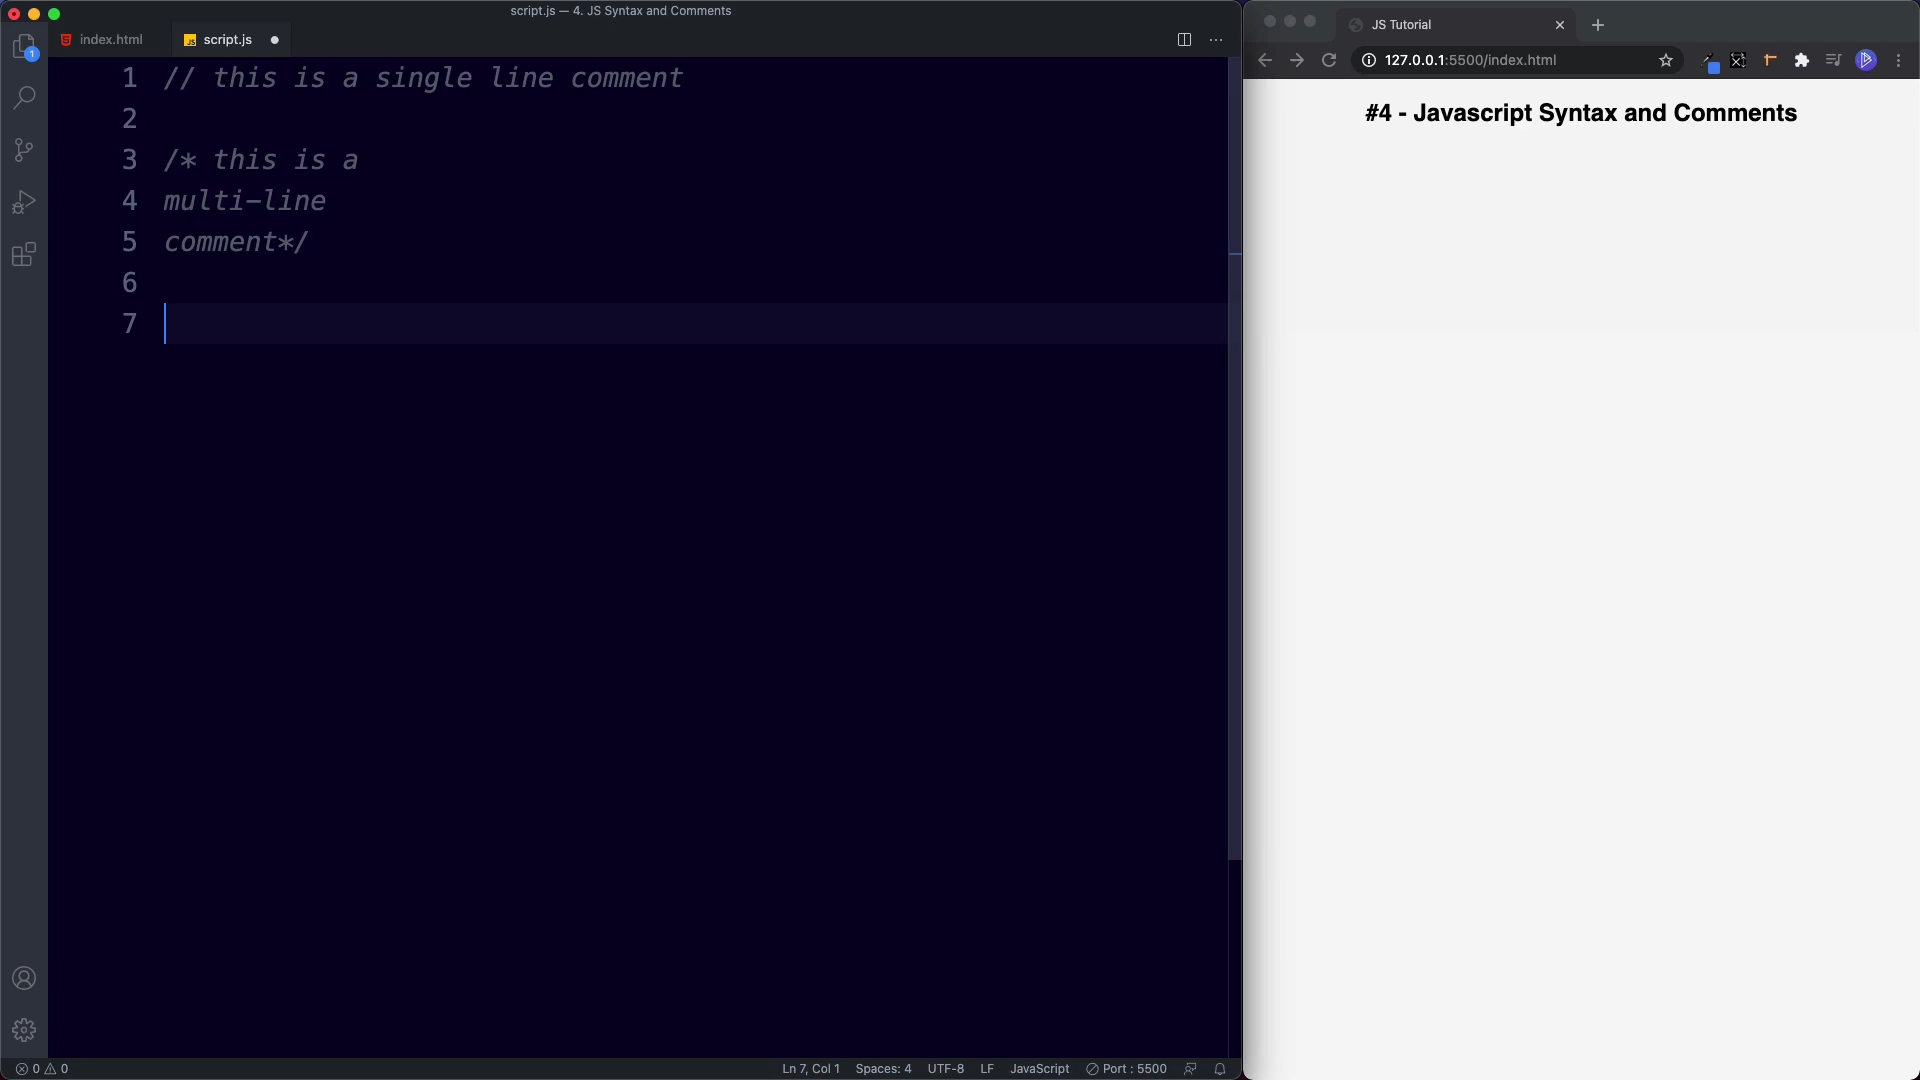 script.js — 4. JS Syntax and Comments
index.html
script.js
1 // this is a single line comment
2
3 /* this is a
4 multi-line
5 comment*/
6
7
1
0 0
Ln 7, Col 1
Spaces: 4
UTF-8
LF
JavaScript
Port : 5500
JS Tutorial
127.0.0.1:5500/index.html
#4 - Javascript Syntax and Comments